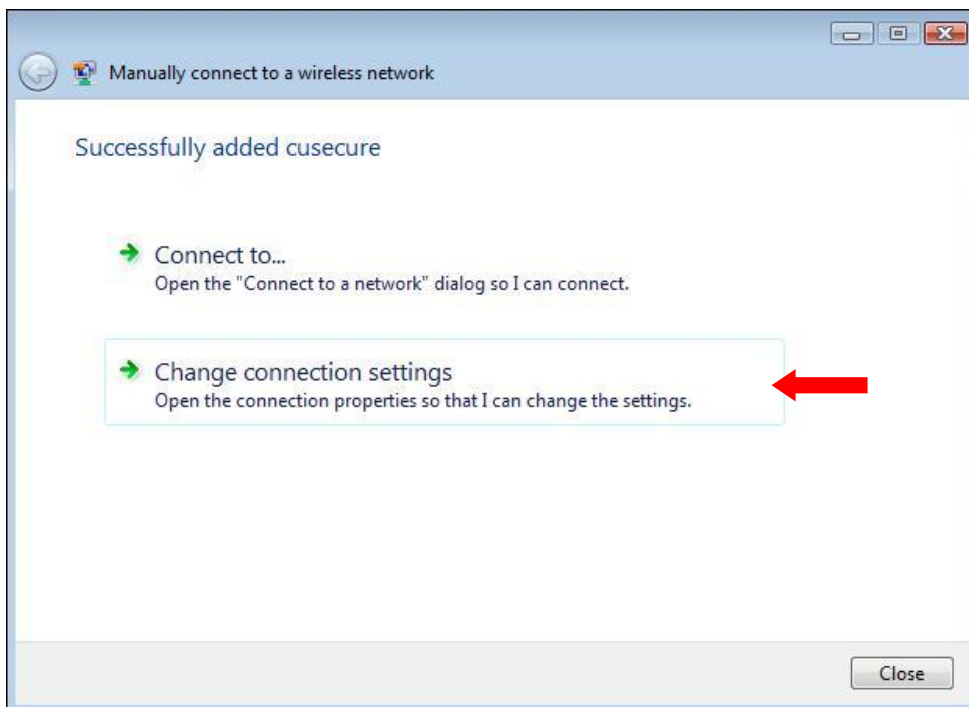 Manually connect to a wireless network
Successfully added cusecure
Connect to...
Open the "Connect to a network" dialog so I can connect.
Change connection settings
Open the connection properties so that I can change the settings.
Close